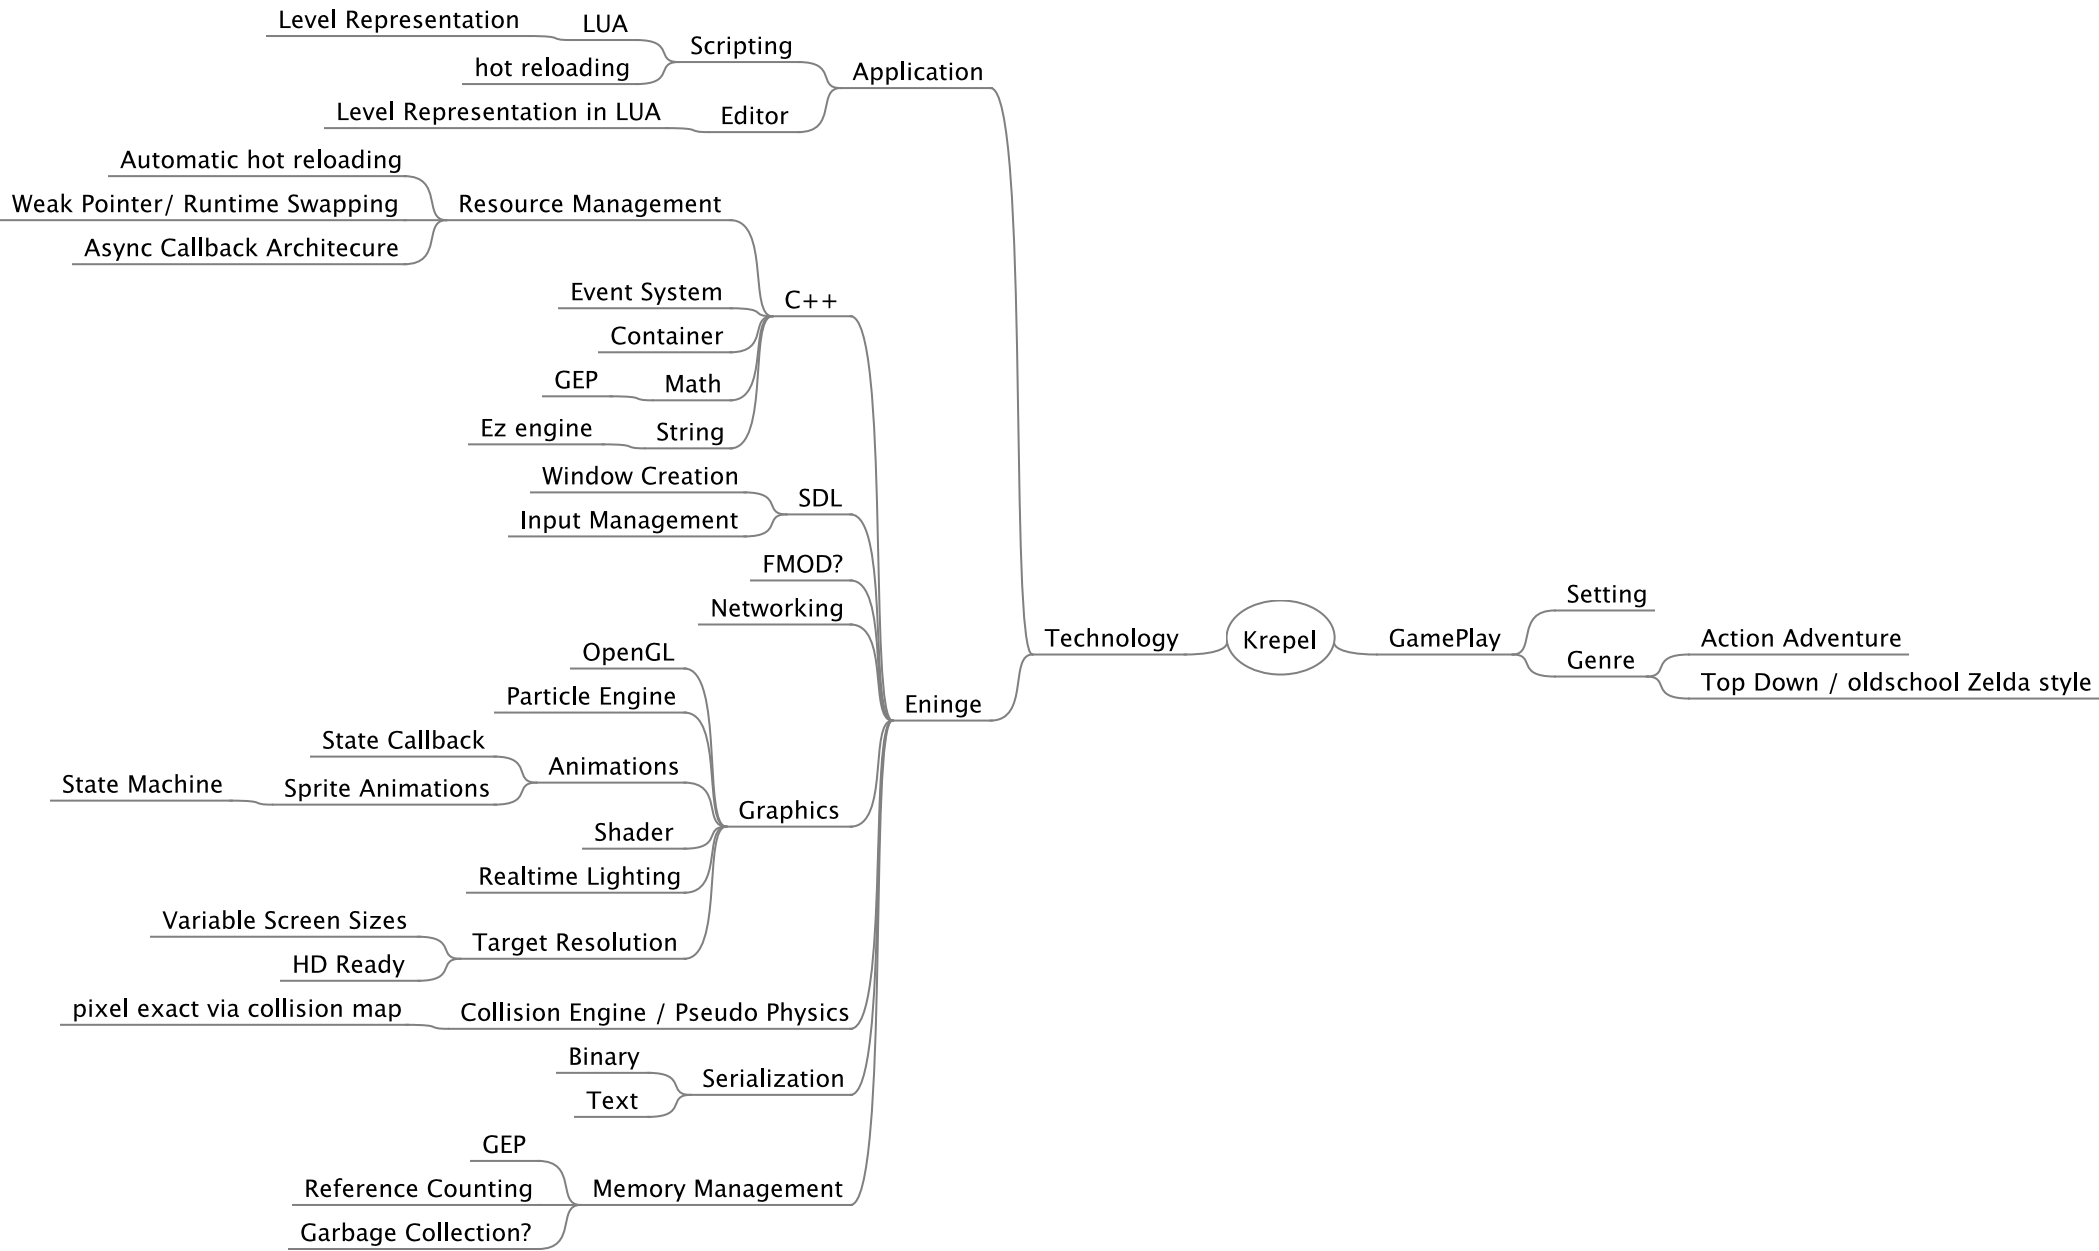 Level Representation
LUA
Scripting
hot reloading
Application
Level Representation in LUA
Editor
Automatic hot reloading
Weak Pointer/ Runtime Swapping
Resource Management
Async Callback Architecure
Event System
C++
Container
GEP
Math
Ez engine
String
Window Creation
SDL
Input Management
FMOD?
Networking
OpenGL
Particle Engine
State Callback
Animations
State Machine
Sprite Animations
Graphics
Shader
Realtime Lighting
Variable Screen Sizes
Target Resolution
HD Ready
pixel exact via collision map
Collision Engine / Pseudo Physics
Binary
Serialization
Text
GEP
Reference Counting
Memory Management
Garbage Collection?
Eninge
Technology
Krepel
GamePlay
Setting
Genre
Action Adventure
Top Down / oldschool Zelda style